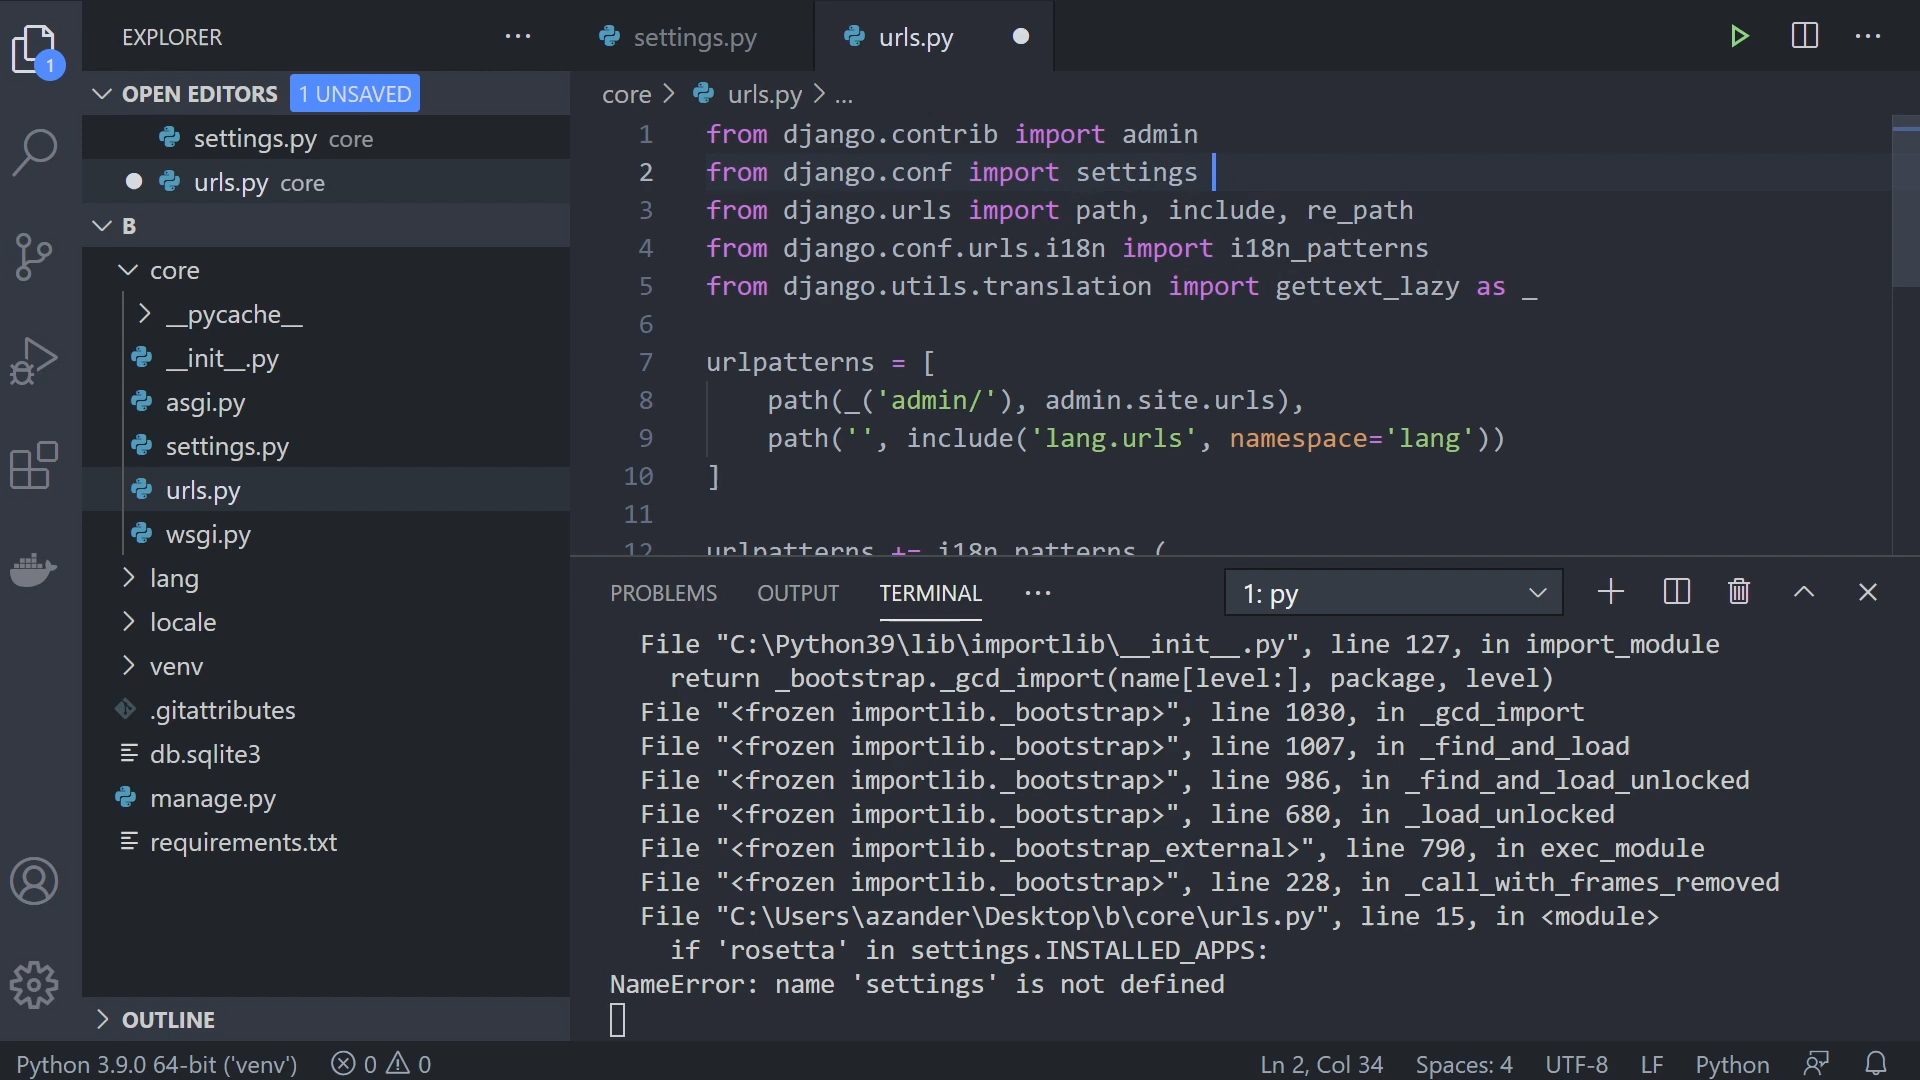 EXPLORER
1
OPEN EDITORS 1 UNSAVED
settings.py core
urls.py core
B
core
__pycache__
__init__.py
asgi.py
settings.py
urls.py
wsgi.py
lang
locale
venv
.gitattributes
db.sqlite3
manage.py
requirements.txt
OUTLINE
settings.py
urls.py
core > urls.py > ...
1 from django.contrib import admin
2 from django.conf import settings
3 from django.urls import path, include, re_path
4 from django.conf.urls.i18n import i18n_patterns
5 from django.utils.translation import gettext_lazy as _
6
7 urlpatterns = [
8 path(_('admin/'), admin.site.urls),
9 path('', include('lang.urls', namespace='lang'))
10 ]
11
12 urlpatterns += i18n_patterns (
PROBLEMS OUTPUT TERMINAL ... 1: py
File "C:\Python39\lib\importlib\__init__.py", line 127, in import_module
return _bootstrap._gcd_import(name[level:], package, level)
File "<frozen importlib._bootstrap>", line 1030, in _gcd_import
File "<frozen importlib._bootstrap>", line 1007, in _find_and_load
File "<frozen importlib._bootstrap>", line 986, in _find_and_load_unlocked
File "<frozen importlib._bootstrap>", line 680, in _load_unlocked
File "<frozen importlib._bootstrap_external>", line 790, in exec_module
File "<frozen importlib._bootstrap>", line 228, in _call_with_frames_removed
File "C:\Users\azander\Desktop\b\core\urls.py", line 15, in <module>
if 'rosetta' in settings.INSTALLED_APPS:
NameError: name 'settings' is not defined
Python 3.9.0 64-bit ('venv') 0 0 Ln 2, Col 34 Spaces: 4 UTF-8 LF Python